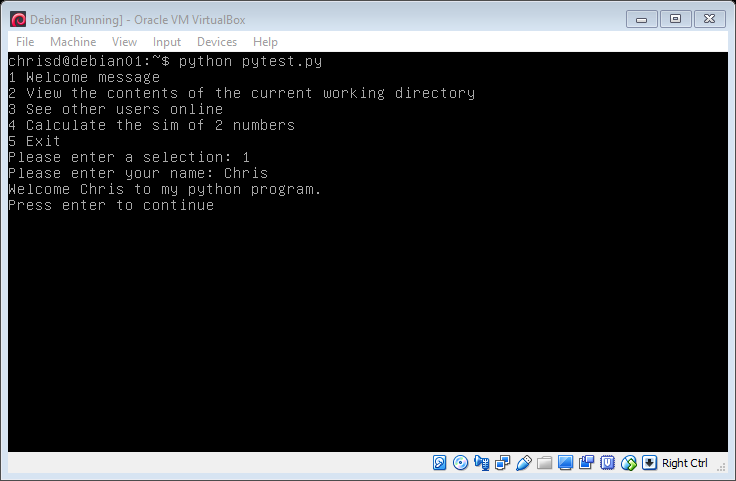 Debian [Running] - Oracle VM VirtualBox
File Machine View Input Devices Help
chrisd@debian01:~$ python pytest.py
1 Welcome message
2 View the contents of the current working directory
3 See other users online
4 Calculate the sim of 2 numbers
5 Exit
Please enter a selection: 1
Please enter your name: Chris
Welcome Chris to my python program.
Press enter to continue
Right Ctrl